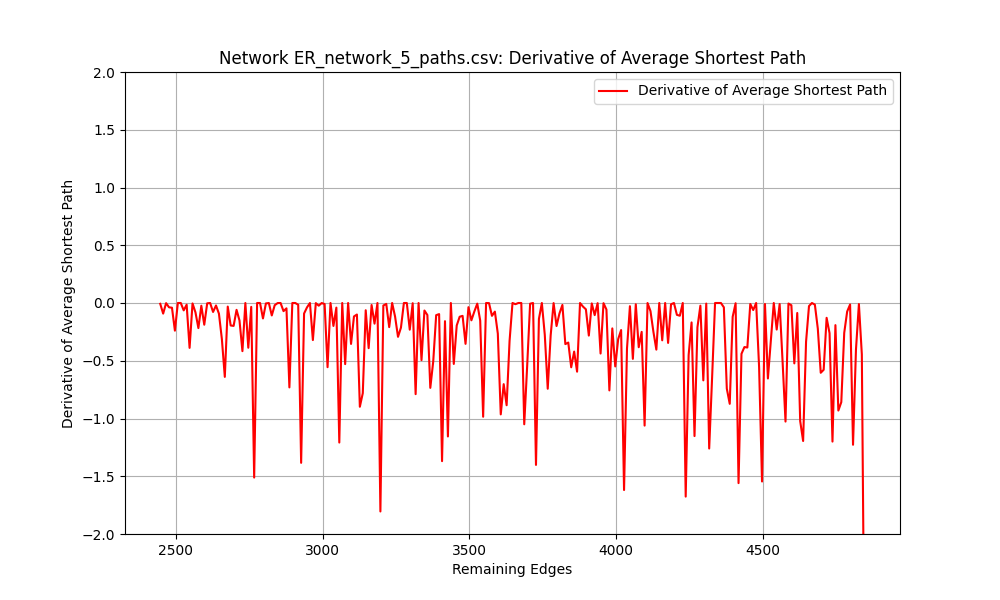 Network ER_network_5_paths.csv: Derivative of Average Shortest Path
Derivative of Average Shortest Path
2.0
1.5
1.0
0.5
0.0
−0.5
−1.0
−1.5
−2.0
Derivative of Average Shortest Path
2500 3000 3500 4000 4500
Remaining Edges